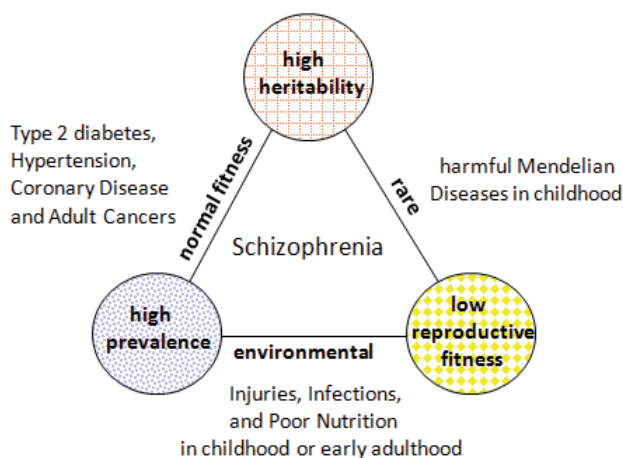 high
heritability
Type 2 diabetes,
Hypertension,
Coronary Disease
and Adult Cancers
normal fitness
rare
harmful Mendelian
Diseases in childhood
Schizophrenia
high
prevalence
low
reproductive
fitness
environmental
Injuries, Infections,
and Poor Nutrition
in childhood or early adulthood